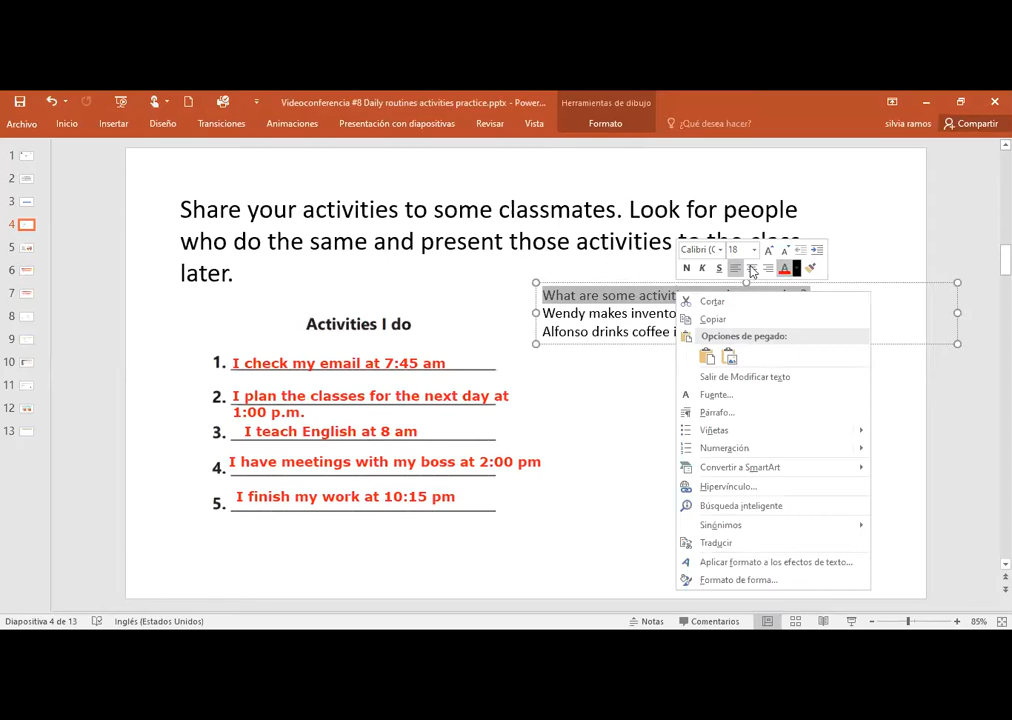 Videoconferencia #8 Daily routines activities practice.pptx - Power...
Herramientas de dibujo
Archivo
Inicio
Insertar
Diseño
Transiciones
Animaciones
Presentación con diapositivas
Revisar
Vista
Formato
¿Qué desea hacer?
silvia ramos
Compartir
1
2
3
4
5
6
7
8
9
10
11
12
13
Share your activities to some classmates. Look for people
who do the same and present those activities to the class
later.
Calibri (C
18
N K S A
What are some activit
Wendy makes invento
Alfonso drinks coffee i
Activities I do
1. I check my email at 7:45 am
2. I plan the classes for the next day at
1:00 p.m.
3. I teach English at 8 am
4. I have meetings with my boss at 2:00 pm
5. I finish my work at 10:15 pm
Cortar
Copiar
Opciones de pegado:
Salir de Modificar texto
Fuente...
Párrafo...
Viñetas
Numeración
Convertir a SmartArt
Hipervínculo...
Búsqueda inteligente
Sinónimos
Traducir
Aplicar formato a los efectos de texto...
Formato de forma...
Diapositiva 4 de 13
Inglés (Estados Unidos)
Notas
Comentarios
85%